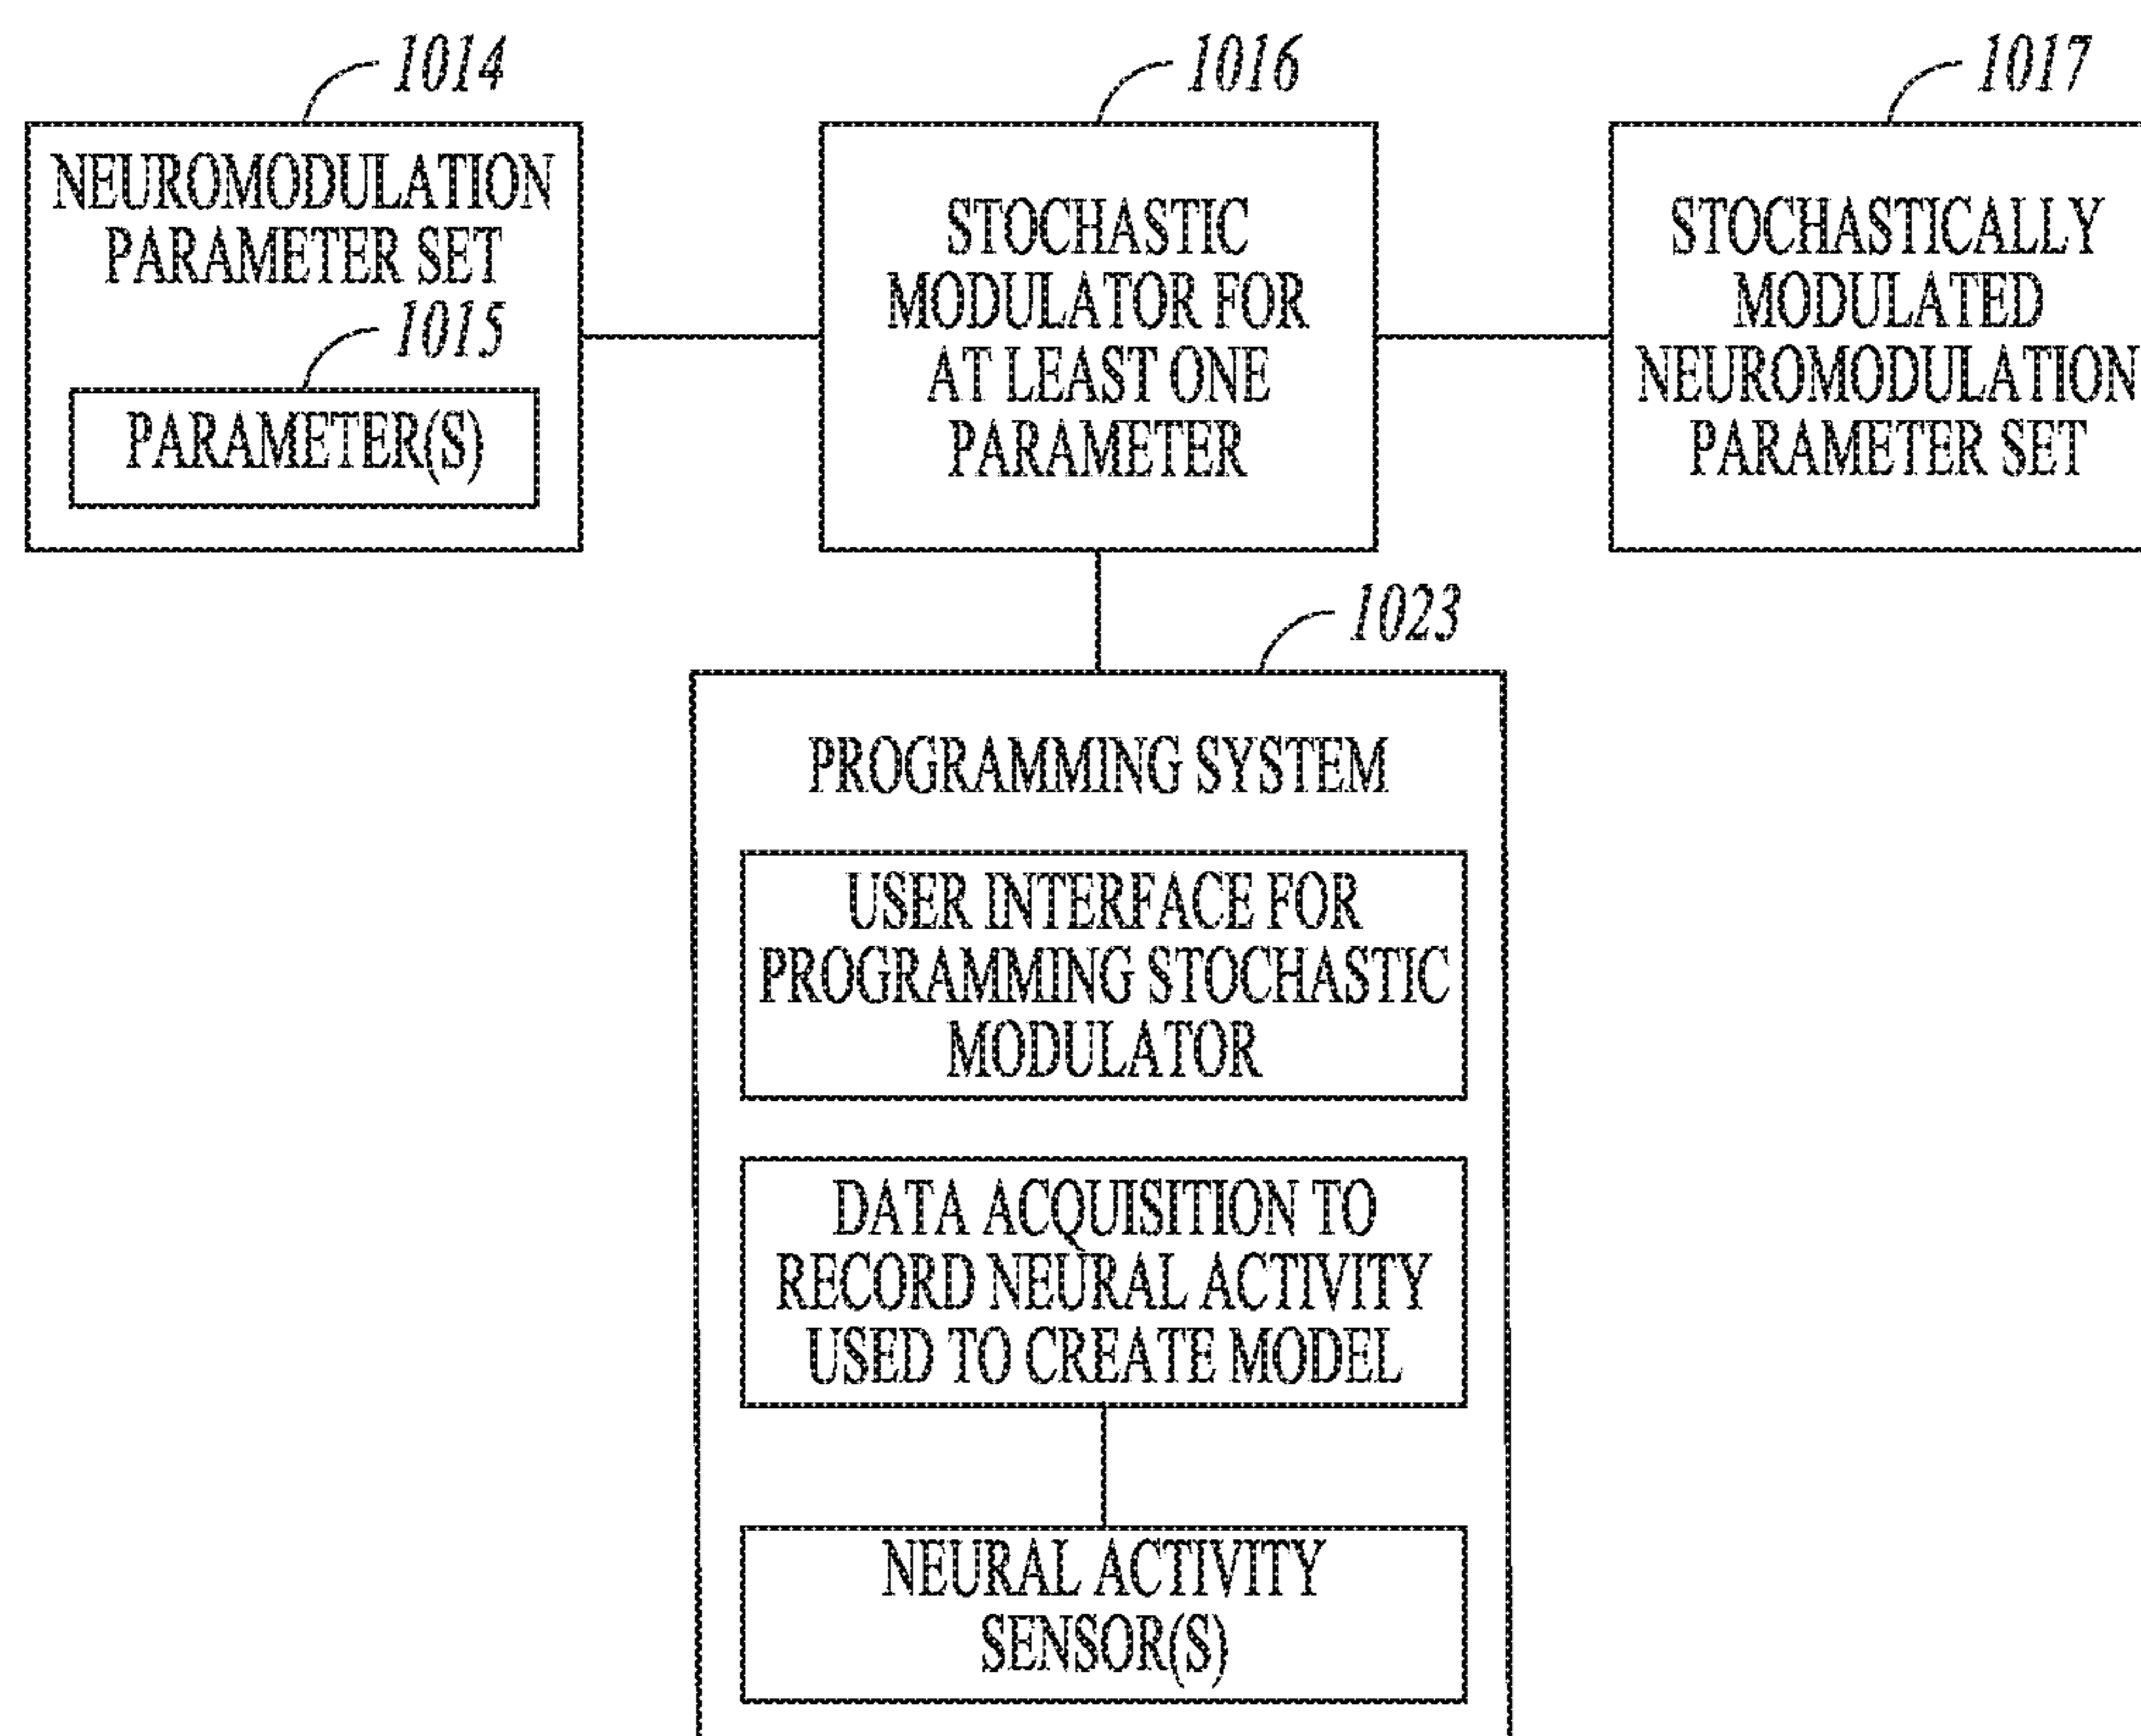 1014
NEUROMODULATION
PARAMETER SET
1015
PARAMETER(S)
1016
STOCHASTIC
MODULATOR FOR
AT LEAST ONE
PARAMETER
1017
STOCHASTICALLY
MODULATED
NEUROMODULATION
PARAMETER SET
1023
PROGRAMMING SYSTEM
USER INTERFACE FOR
PROGRAMMING STOCHASTIC
MODULATOR
DATA ACQUISITION TO
RECORD NEURAL ACTIVITY
USED TO CREATE MODEL
NEURAL ACTIVITY
SENSOR(S)